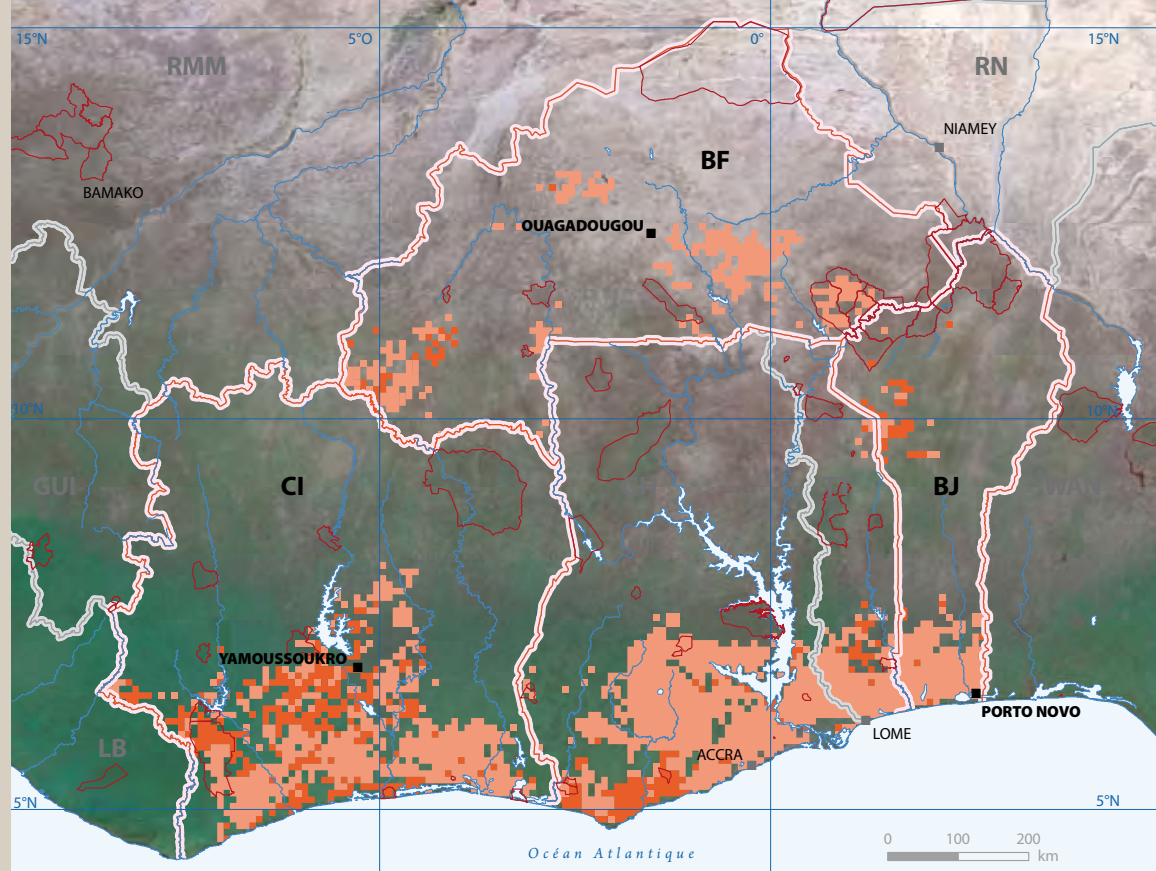 15°N
5°O
0°
15°N
RMM
RN
NIAMEY
BF
BAMAKO
OUAGADOUGOU
10°N
10°N
GUI
CI
BJ
WAN
YAMOUSSOUKRO
PORTO NOVO
LOME
LB
ACCRA
5°N
5°N
Océan Atlantique
0 100 200
km